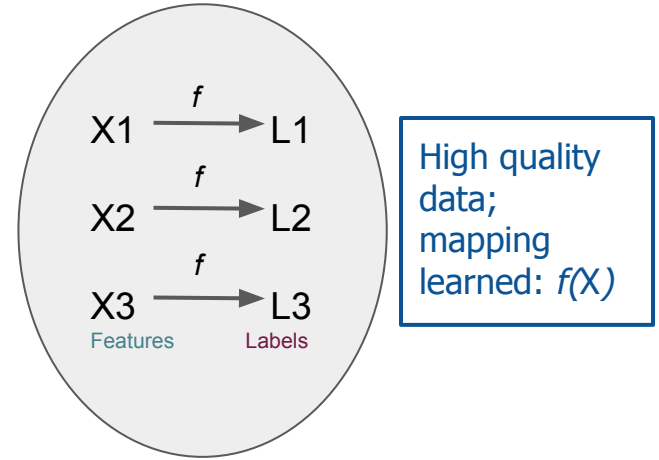 f
X1 L1
f
X2 L2
f
X3 L3
Features Labels
High quality
data;
mapping
learned: f(X)